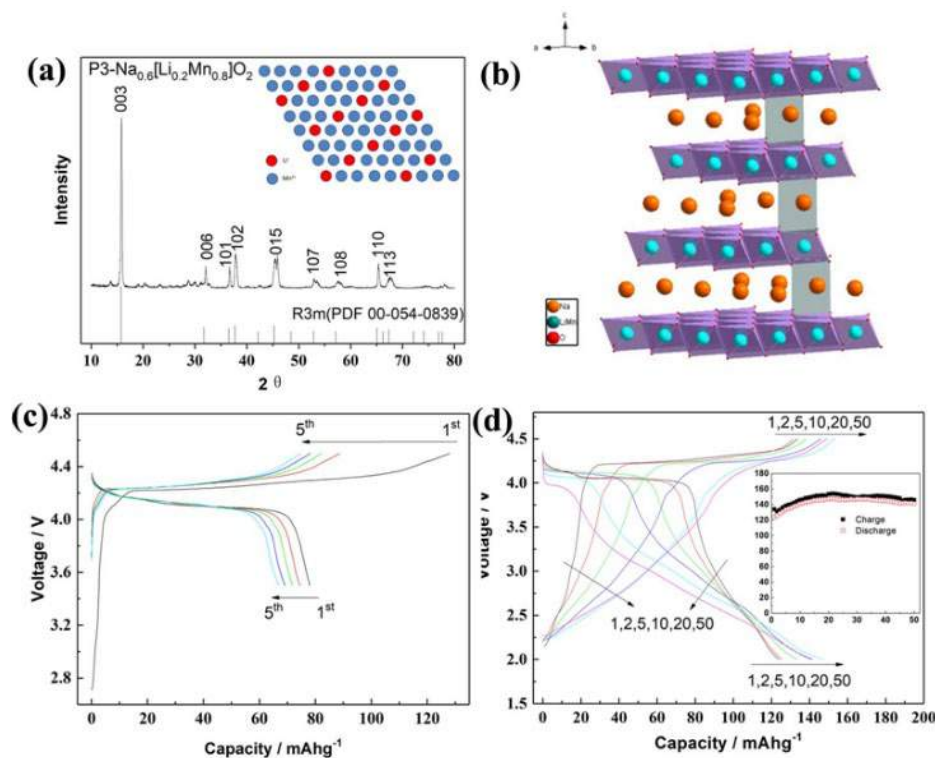 (a)
P3-Na0.6[Li0.2Mn0.8]O2
003
006
101
102
015
107
108
110
113
R3m(PDF 00-054-0839)
Intensity
10 20 30 40 50 60 70 80
2 θ
(b)
c
a
b
Na
Li/Mn
O
(c)
5th
1st
5th
1st
4.8
4.4
4.0
3.6
3.2
2.8
Voltage / V
0 20 40 60 80 100 120
Capacity / mAhg-1
(d)
1,2,5,10,20,50
1,2,5,10,20,50
1,2,5,10,20,50
4.5
4.0
3.5
3.0
2.5
2.0
1.5
Voltage / V
0 20 40 60 80 100 120 140 160 180 200
Capacity / mAhg-1
180
160
140
120
100
80
60
40
20
0
Charge
Discharge
0 10 20 30 40 50